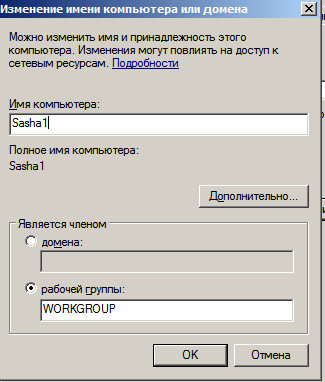 Изменение имени компьютера или домена
Можно изменить имя и принадлежность этого
компьютера. Изменения могут повлиять на доступ к
сетевым ресурсам. Подробности
Имя компьютера:
Sasha1
Полное имя компьютера:
Sasha1
Дополнительно...
Является членом
домена:
рабочей группы:
WORKGROUP
OK
Отмена